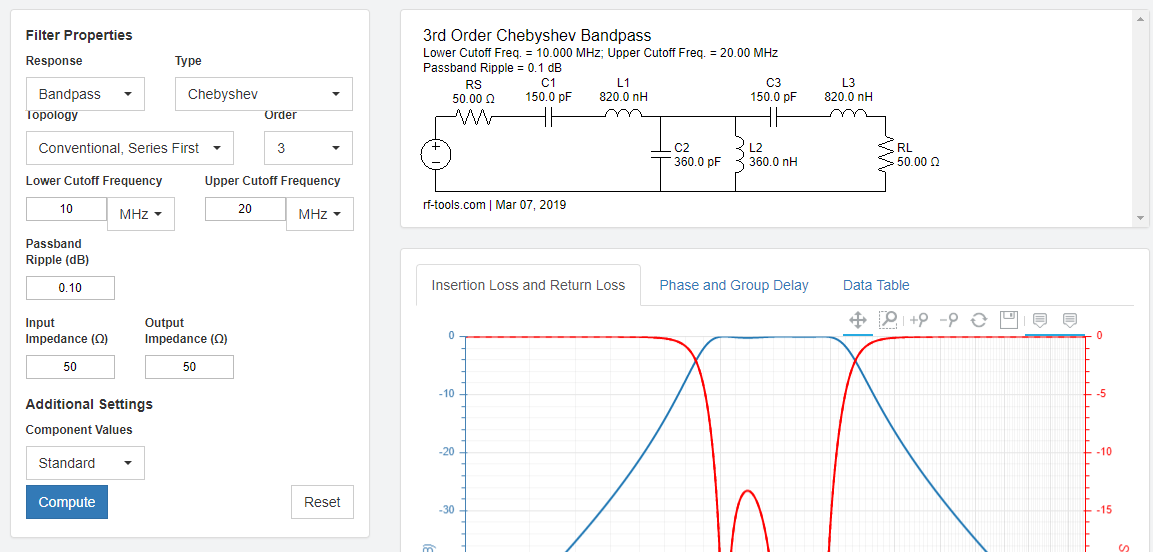 Filter Properties
Response
Type
Bandpass
Chebyshev
Topology
Order
Conventional, Series First
3
Lower Cutoff Frequency
Upper Cutoff Frequency
10
MHz
20
MHz
Passband
Ripple (dB)
0.10
Input
Impedance (Ω)
Output
Impedance (Ω)
50
50
Additional Settings
Component Values
Standard
Compute
Reset
3rd Order Chebyshev Bandpass
Lower Cutoff Freq. = 10.000 MHz; Upper Cutoff Freq. = 20.00 MHz
Passband Ripple = 0.1 dB
RS
50.00 Ω
C1
150.0 pF
L1
820.0 nH
C3
150.0 pF
L3
820.0 nH
C2
360.0 pF
L2
360.0 nH
RL
50.00 Ω
rf-tools.com | Mar 07, 2019
Insertion Loss and Return Loss
Phase and Group Delay
Data Table
0
-10
-20
-30
0
-5
-10
-15